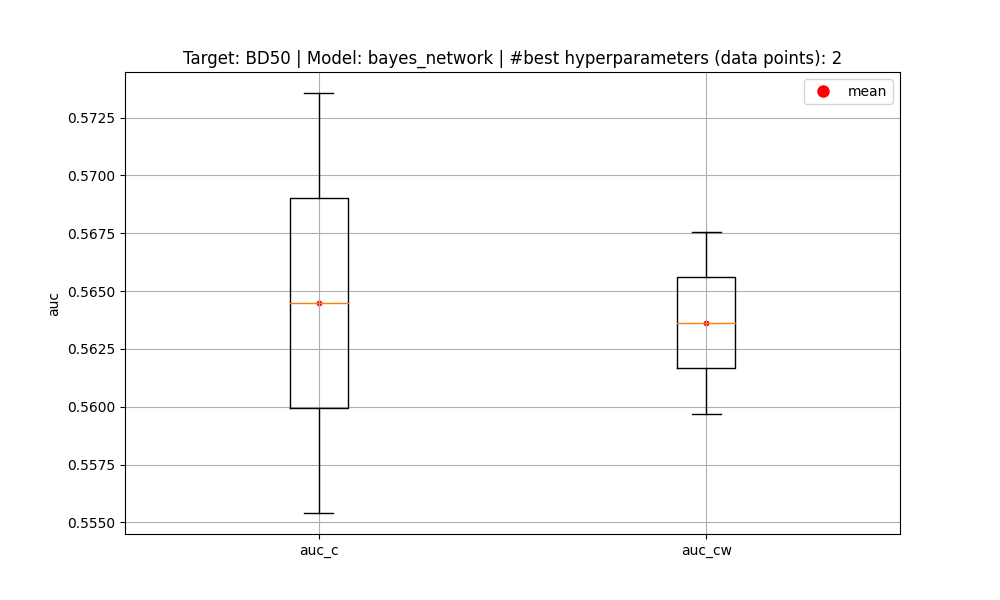 Target: BD50 | Model: bayes_network | #best hyperparameters (data points): 2
mean
0.5725
0.5700
0.5675
0.5650
0.5625
0.5600
0.5575
0.5550
auc
auc_c
auc_cw